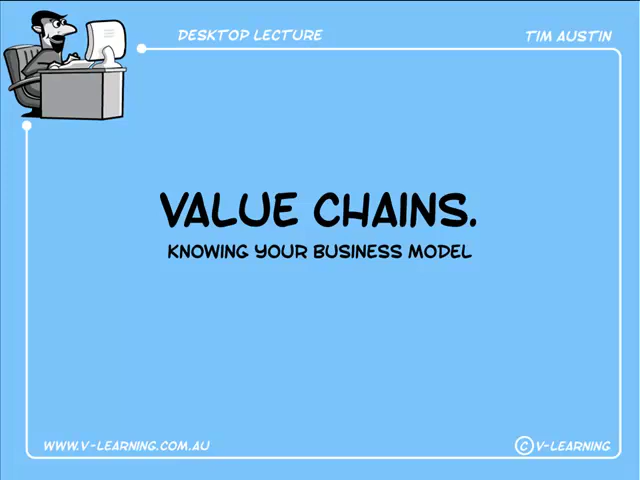 DESKTOP LECTURE
TIM AUSTIN
VALUE CHAINS.
KNOWING YOUR BUSINESS MODEL
WWW.V-LEARNING.COM.AU
© V-LEARNING